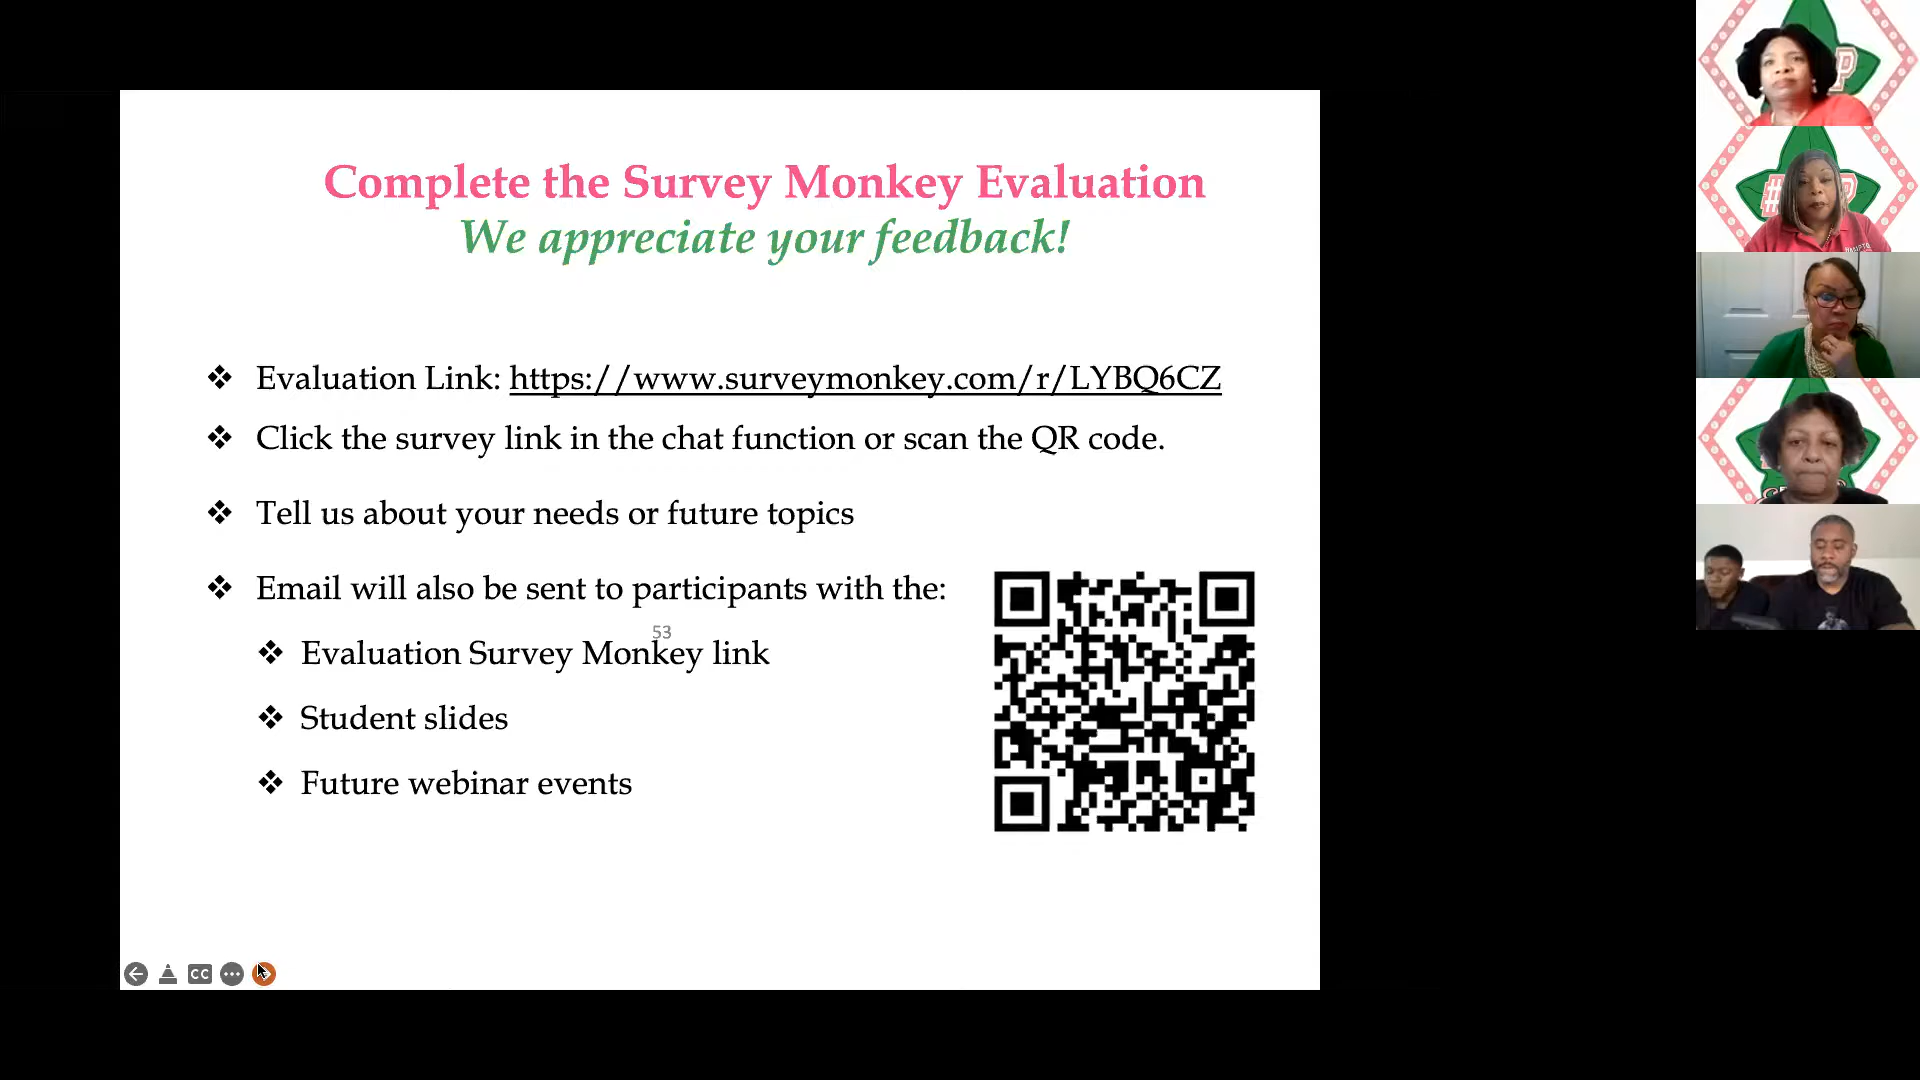 Complete the Survey Monkey Evaluation
We appreciate your feedback!
❖ Evaluation Link: https://www.surveymonkey.com/r/LYBQ6CZ
❖ Click the survey link in the chat function or scan the QR code.
❖ Tell us about your needs or future topics
❖ Email will also be sent to participants with the:
53
❖ Evaluation Survey Monkey link
❖ Student slides
❖ Future webinar events
CC